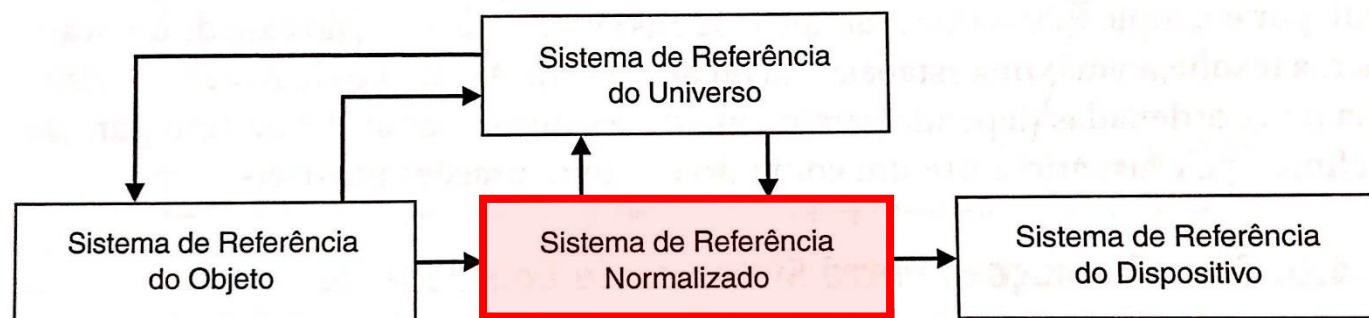 Sistema de Referência
do Universo
Sistema de Referência
do Objeto
Sistema de Referência
Normalizado
Sistema de Referência
do Dispositivo